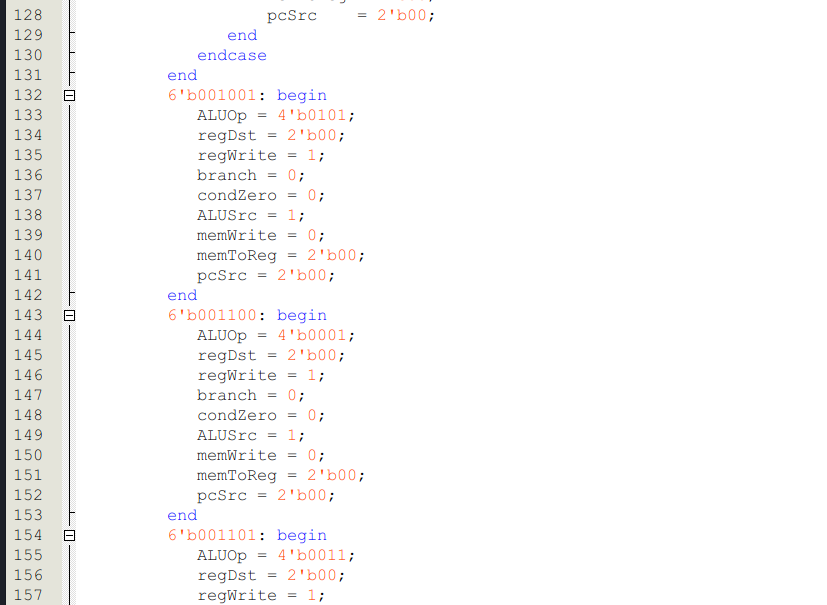 128 pcSrc = 2'b00;
129 end
130 endcase
131 end
132 6'b001001: begin
133 ALUOp = 4'b0101;
134 regDst = 2'b00;
135 regWrite = 1;
136 branch = 0;
137 condZero = 0;
138 ALUSrc = 1;
139 memWrite = 0;
140 memToReg = 2'b00;
141 pcSrc = 2'b00;
142 end
143 6'b001100: begin
144 ALUOp = 4'b0001;
145 regDst = 2'b00;
146 regWrite = 1;
147 branch = 0;
148 condZero = 0;
149 ALUSrc = 1;
150 memWrite = 0;
151 memToReg = 2'b00;
152 pcSrc = 2'b00;
153 end
154 6'b001101: begin
155 ALUOp = 4'b0011;
156 regDst = 2'b00;
157 regWrite = 1;